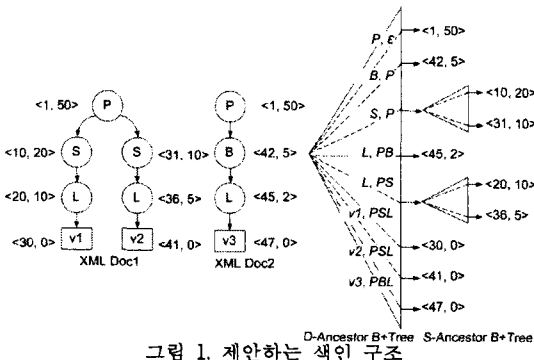 P, ε
<1, 50>
B, P
<42, 5>
S, P
<10, 20>
<31, 10>
L, PB
<45, 2>
L, PS
<20, 10>
<36, 5>
v1, PSL
<30, 0>
v2, PSL
<41, 0>
v3, PBL
<47, 0>
D-Ancestor B+Tree
S-Ancestor B+Tree
<1, 50>
P
<10, 20>
S
S
<31, 10>
<20, 10>
L
L
<36, 5>
<30, 0>
v1
v2
<41, 0>
XML Doc1
P
<1, 50>
B
<42, 5>
L
<45, 2>
v3
<47, 0>
XML Doc2
그림 1. 제안하는 색인 구조